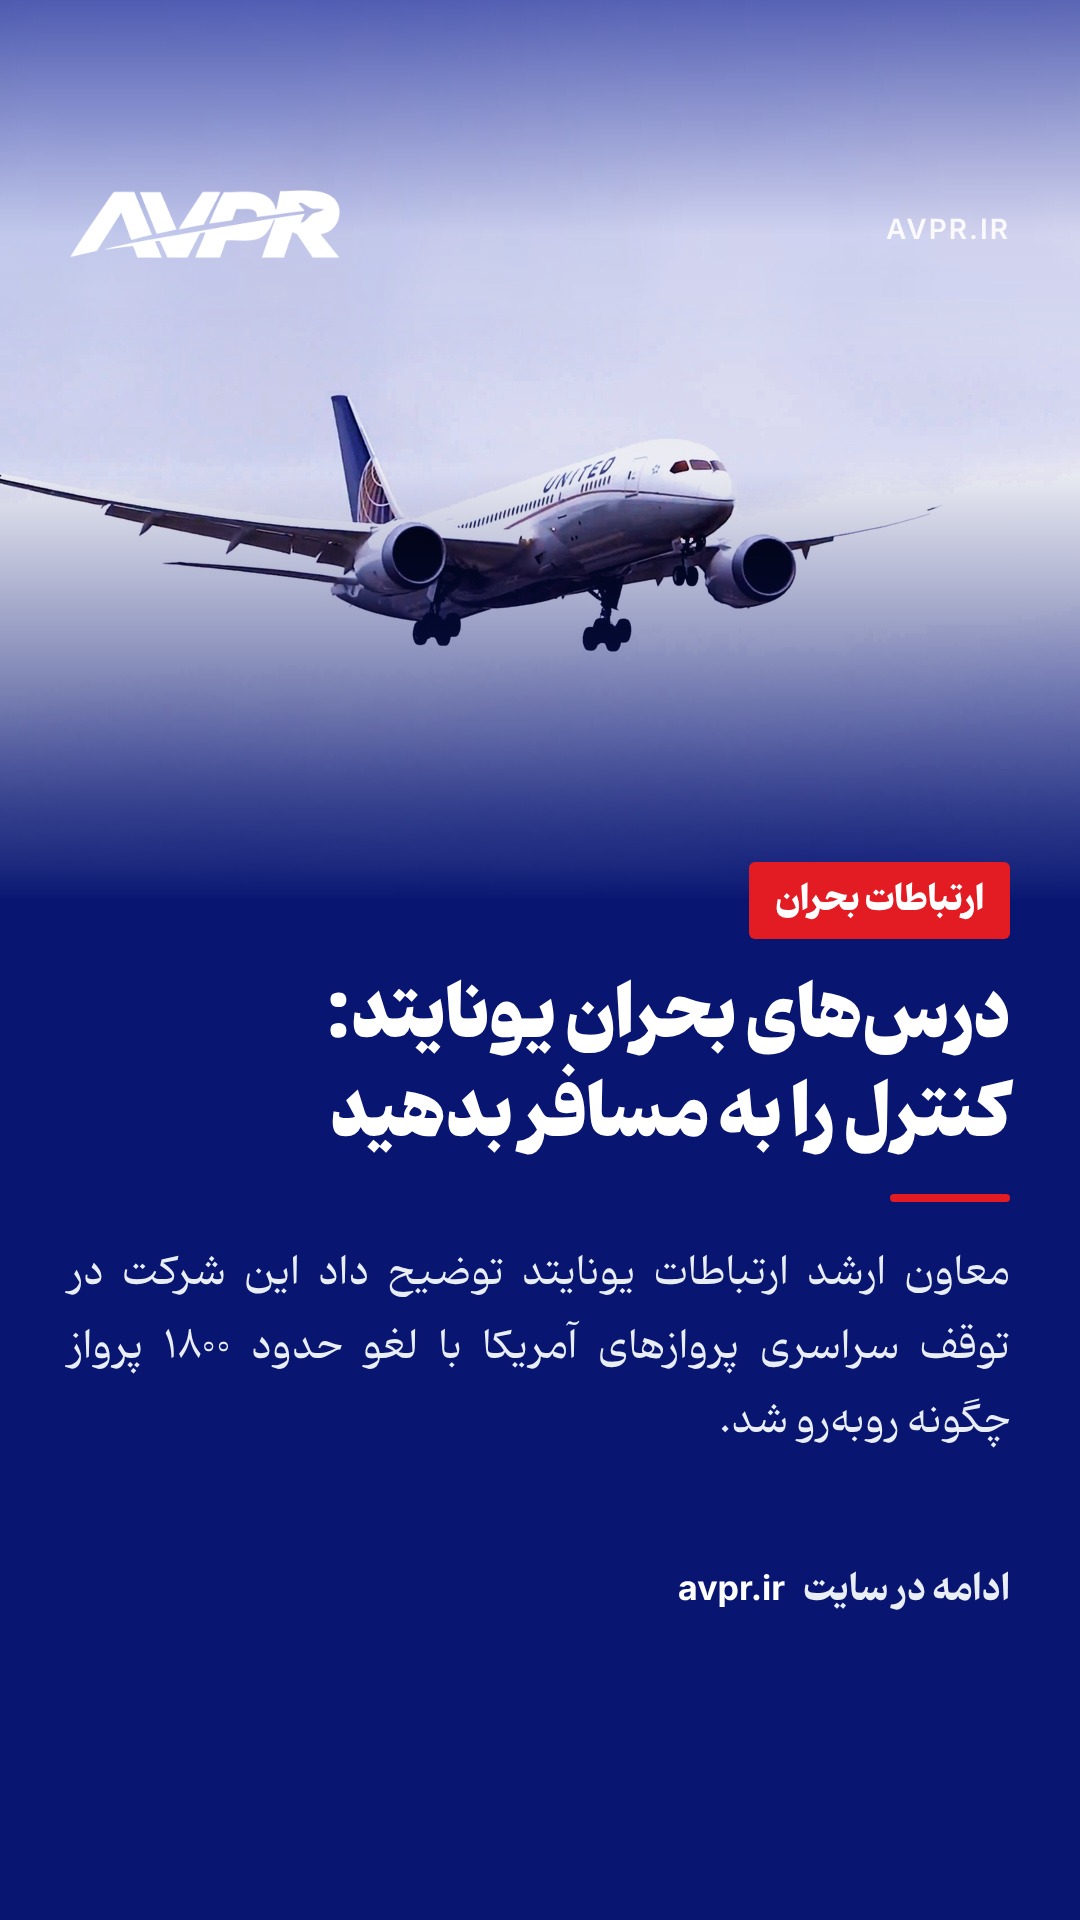 AVPR
AVPR.IR
UNITED
ارتباطات بحران
درس‌های بحران یونایتد:
کنترل را به مسافر بدهید
معاون ارشد ارتباطات یونایتد توضیح داد این شرکت در
توقف سراسری پروازهای آمریکا با لغو حدود ۱۸۰۰ پرواز
چگونه روبه‌رو شد.
ادامه در سایت avpr.ir